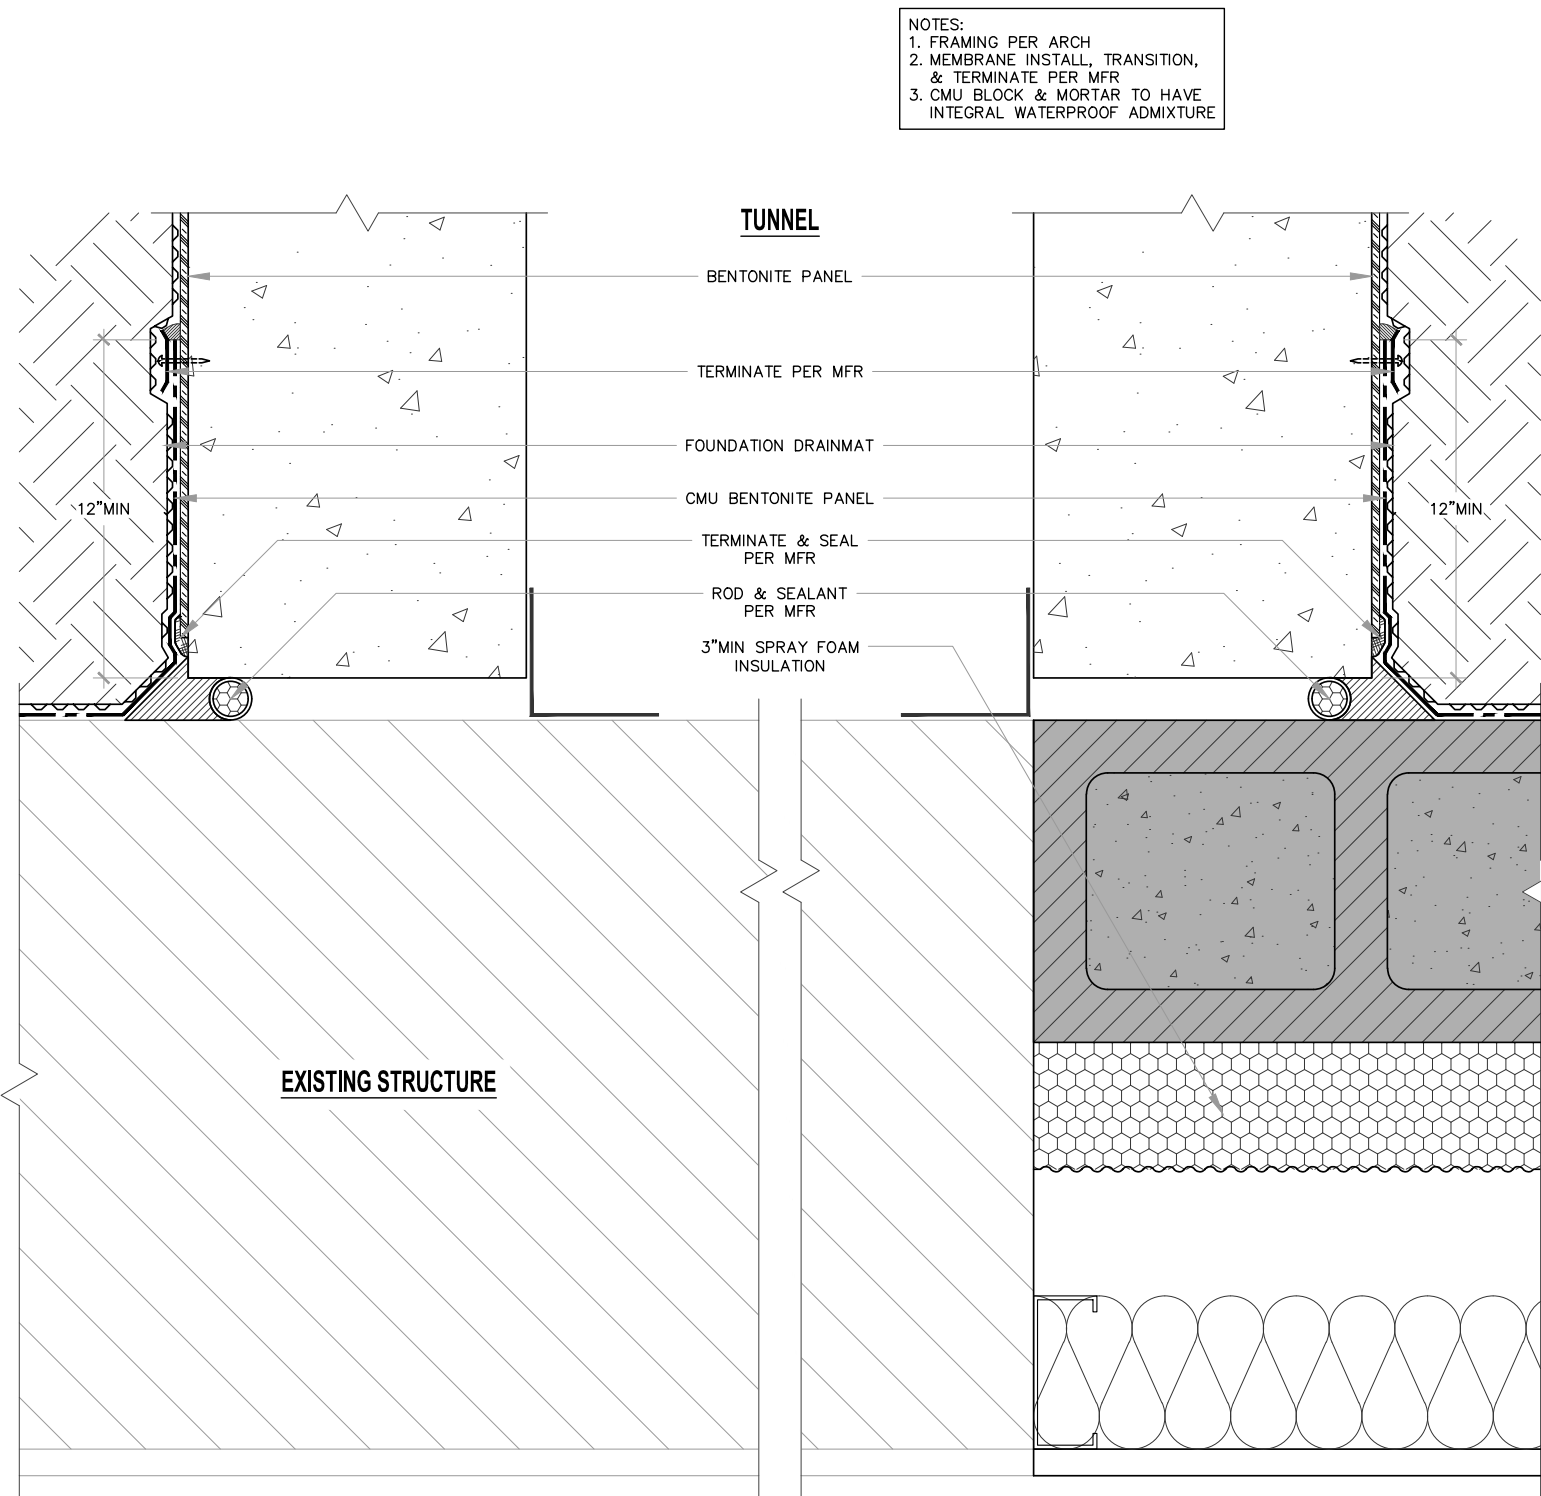 NOTES:
1. FRAMING PER ARCH
2. MEMBRANE INSTALL, TRANSITION,
& TERMINATE PER MFR
3. CMU BLOCK & MORTAR TO HAVE
INTEGRAL WATERPROOF ADMIXTURE
TUNNEL
BENTONITE PANEL
TERMINATE PER MFR
FOUNDATION DRAINMAT
CMU BENTONITE PANEL
12"MIN
12"MIN
TERMINATE & SEAL
PER MFR
ROD & SEALANT
PER MFR
3"MIN SPRAY FOAM
INSULATION
EXISTING STRUCTURE